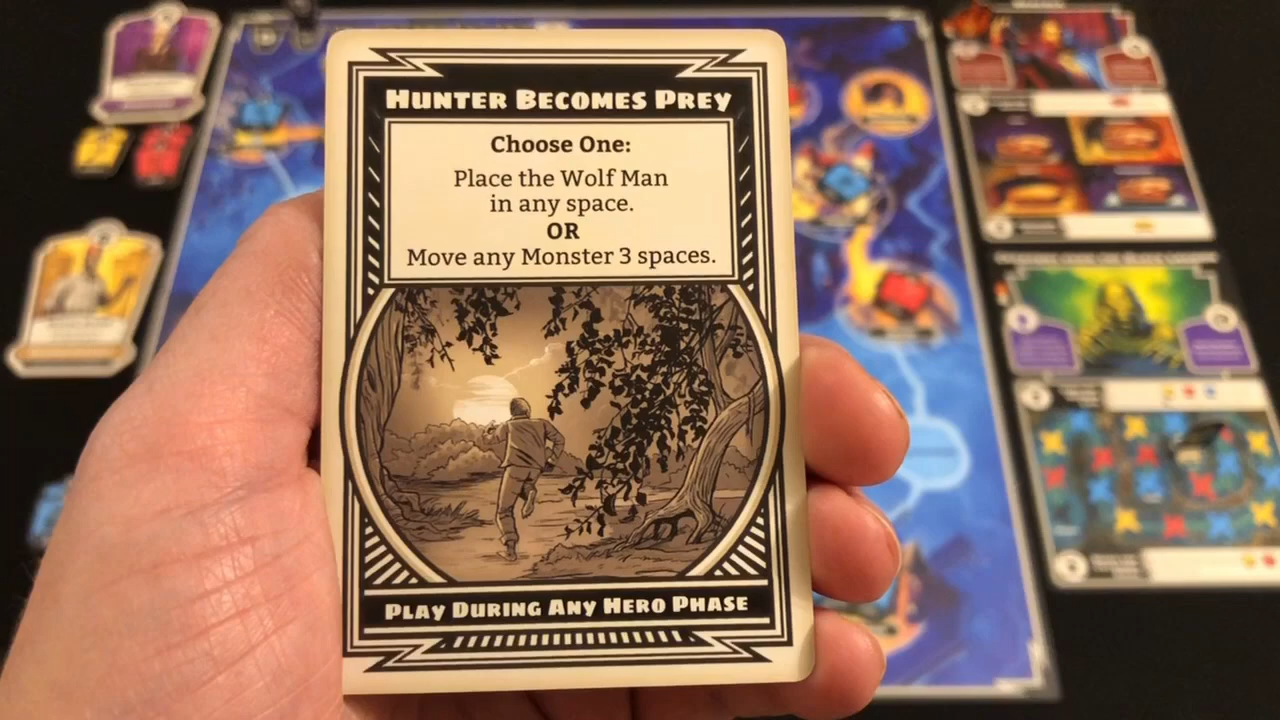 Hunter Becomes Prey
Choose One:
Place the Wolf Man
in any space.
OR
Move any Monster 3 spaces.
Play During Any Hero Phase